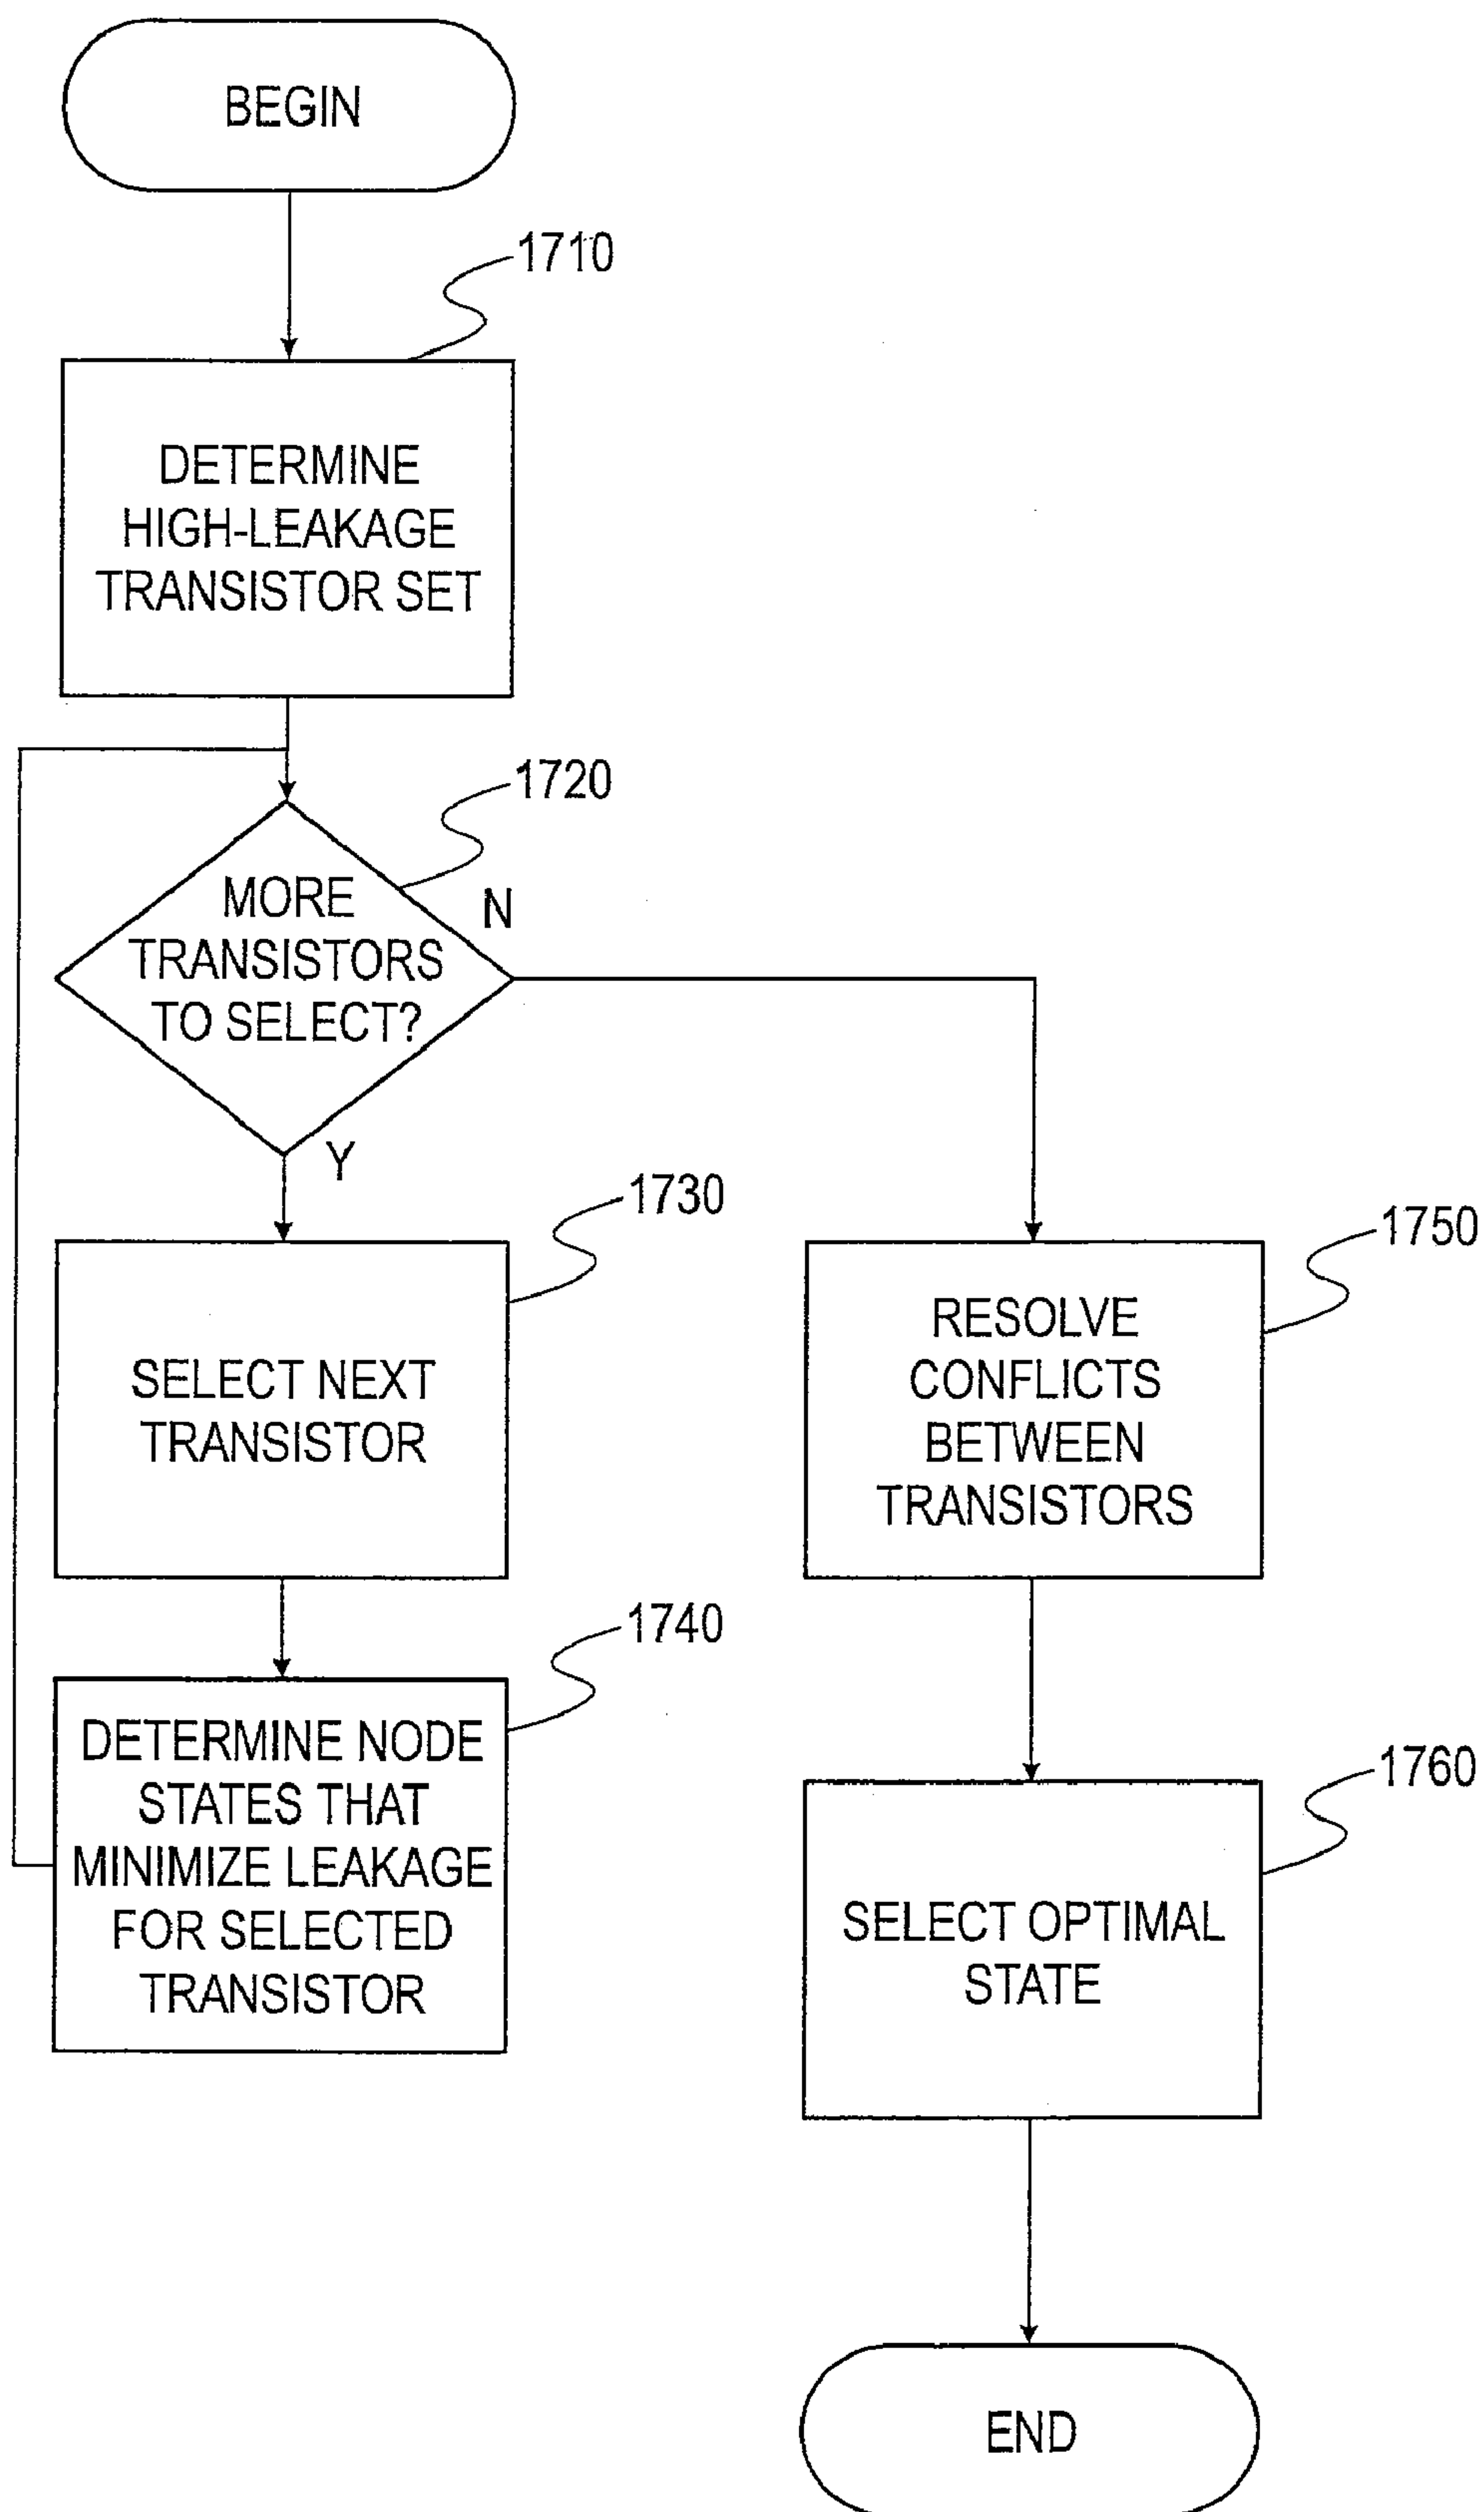 BEGIN
1710
DETERMINE
HIGH-LEAKAGE
TRANSISTOR SET
1720
MORE
TRANSISTORS
TO SELECT?
N
Y
1730
SELECT NEXT
TRANSISTOR
1740
DETERMINE NODE
STATES THAT
MINIMIZE LEAKAGE
FOR SELECTED
TRANSISTOR
1750
RESOLVE
CONFLICTS
BETWEEN
TRANSISTORS
1760
SELECT OPTIMAL
STATE
END